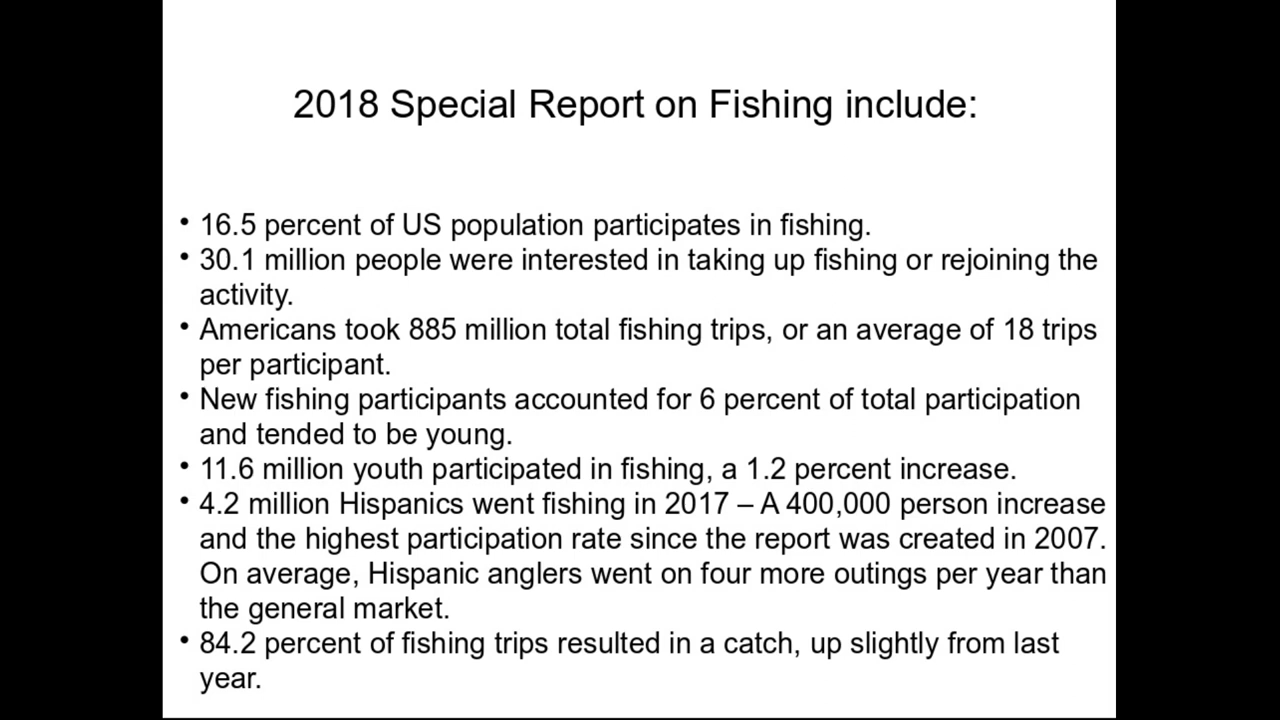 2018 Special Report on Fishing include:
• 16.5 percent of US population participates in fishing.
• 30.1 million people were interested in taking up fishing or rejoining the
activity.
• Americans took 885 million total fishing trips, or an average of 18 trips
per participant.
• New fishing participants accounted for 6 percent of total participation
and tended to be young.
• 11.6 million youth participated in fishing, a 1.2 percent increase.
• 4.2 million Hispanics went fishing in 2017 – A 400,000 person increase
and the highest participation rate since the report was created in 2007.
On average, Hispanic anglers went on four more outings per year than
the general market.
• 84.2 percent of fishing trips resulted in a catch, up slightly from last
year.